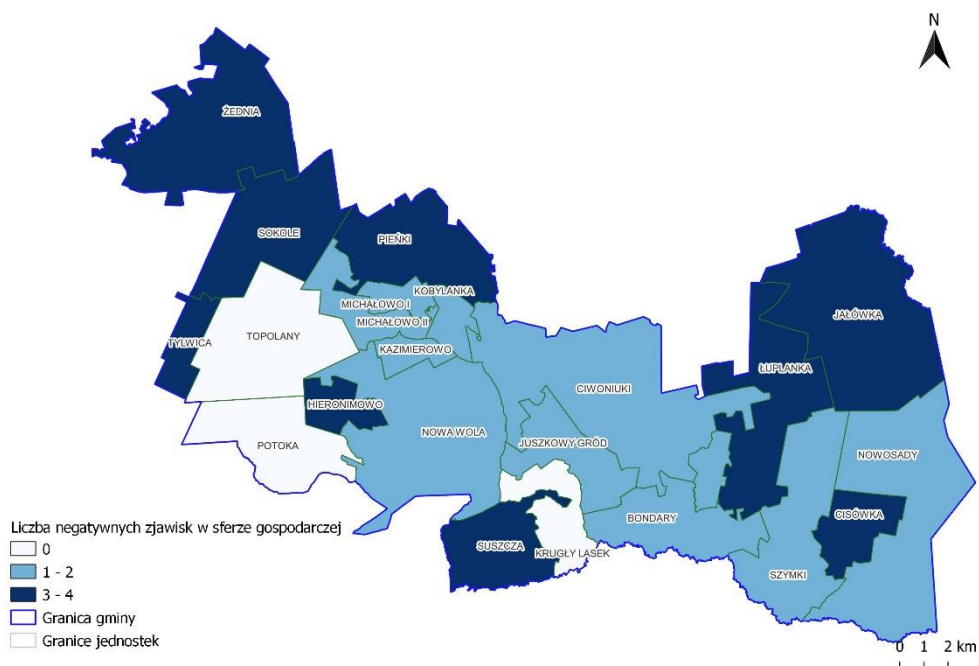 N
ŻEDNIA
SOKOLE
PIEŃKI
KOBYLANKA
MICHAŁOWO I
MICHAŁOWO II
TOPOLANY
TYLWICA
KAZIMIEROWO
JAŁÓWKA
ŁUPLANKA
CIWONIUKI
HIERONIMOWO
NOWA WOLA
JUSZKOWY GRÓD
POTOKA
NOWOSADY
CISÓWKA
BONDARY
SUSZCZA
KRUGŁY LASEK
SZYMKI
Liczba negatywnych zjawisk w sferze gospodarczej
0
1 - 2
3 - 4
Granica gminy
Granice jednostek
0 1 2 km